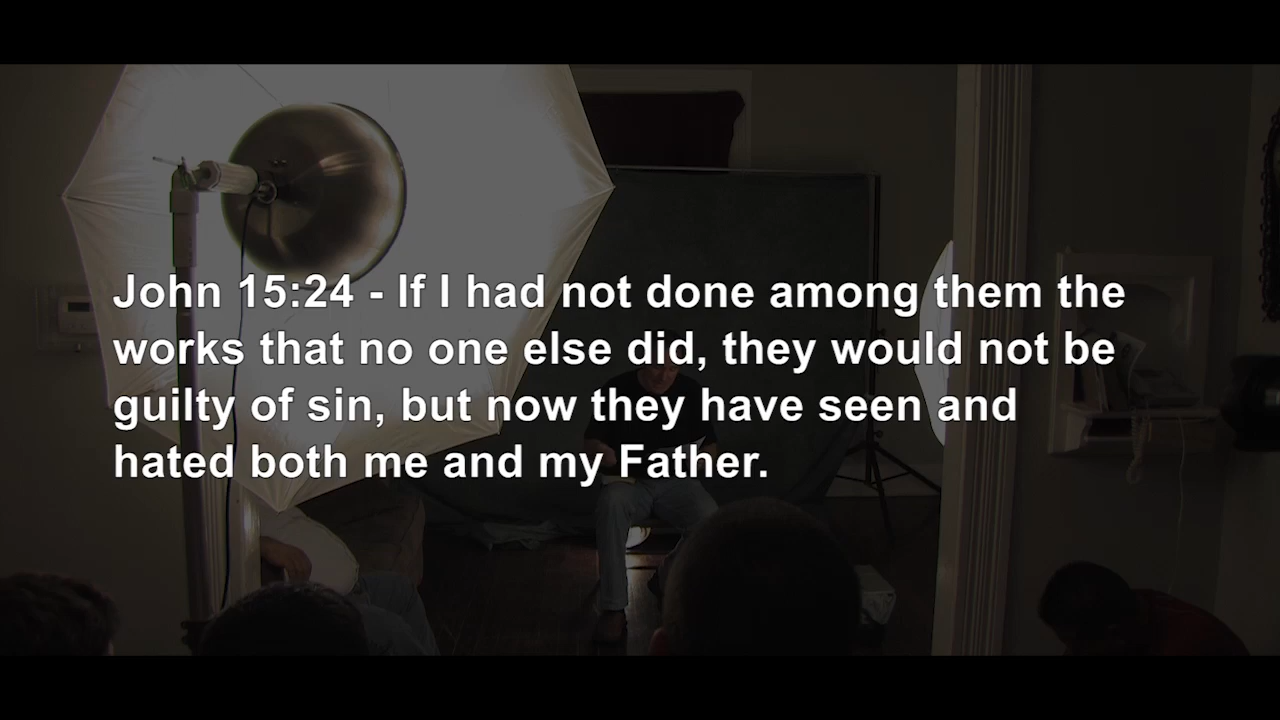 John 15:24 - If I had not done among them the
works that no one else did, they would not be
guilty of sin, but now they have seen and
hated both me and my Father.